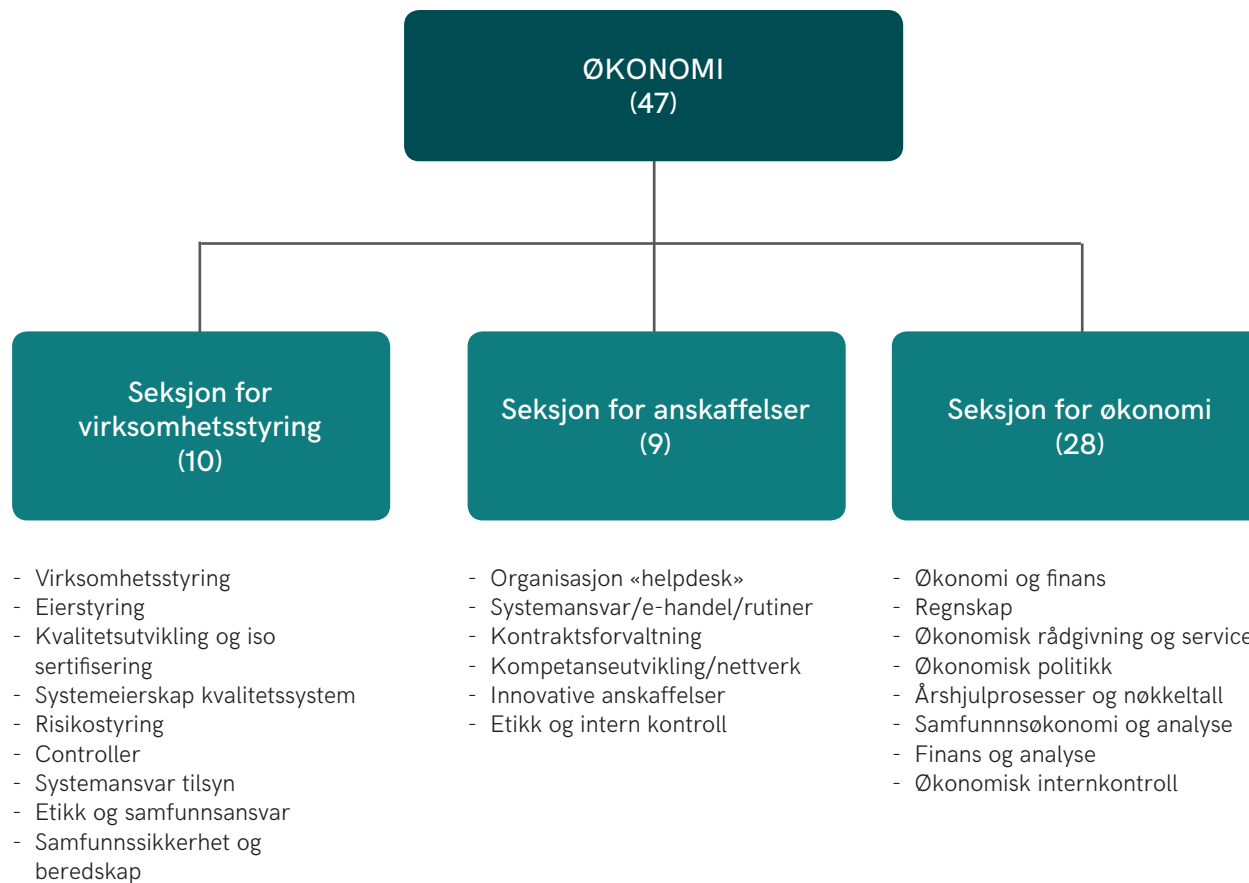 ØKONOMI
(47)
Seksjon for
virksomhetsstyring
(10)
- Virksomhetsstyring
- Eierstyring
- Kvalitetsutvikling og iso
sertifisering
- Systemeierskap kvalitetssystem
- Risikostyring
- Controller
- Systemansvar tilsyn
- Etikk og samfunnsansvar
- Samfunnssikkerhet og
beredskap
Seksjon for anskaffelser
(9)
- Organisasjon «helpdesk»
- Systemansvar/e-handel/rutiner
- Kontraktsforvaltning
- Kompetanseutvikling/nettverk
- Innovative anskaffelser
- Etikk og intern kontroll
Seksjon for økonomi
(28)
- Økonomi og finans
- Regnskap
- Økonomisk rådgivning og service
- Økonomisk politikk
- Årshjulprosesser og nøkkeltall
- Samfunnnsøkonomi og analyse
- Finans og analyse
- Økonomisk internkontroll